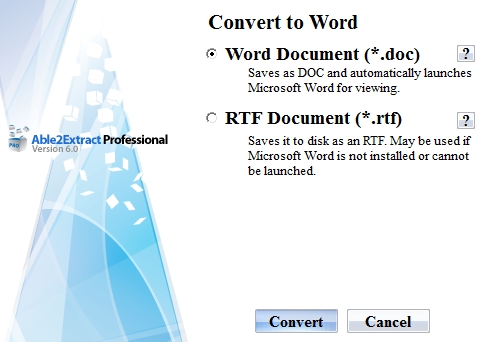 Convert to Word
Word Document (*.doc)
?
Saves as DOC and automatically launches
Microsoft Word for viewing.
RTF Document (*.rtf)
?
Saves it to disk as an RTF. May be used if
Microsoft Word is not installed or cannot
be launched.
PRO
Able2Extract Professional
Version 6.0
Convert
Cancel